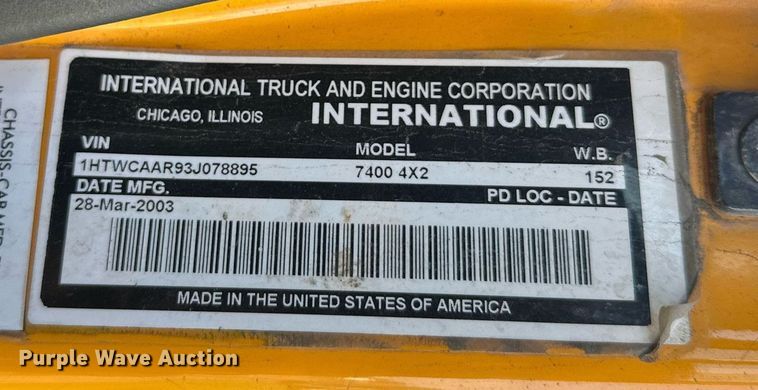 INTERNATIONAL TRUCK AND ENGINE CORPORATION
CHICAGO, ILLINOIS INTERNATIONAL®
VIN MODEL W.B.
1HTWCAAR93J078895 7400 4X2 152
DATE MFG. PD LOC - DATE
28-Mar-2003
MADE IN THE UNITED STATES OF AMERICA
CHASSIS-CAB MFD.
Purple Wave Auction